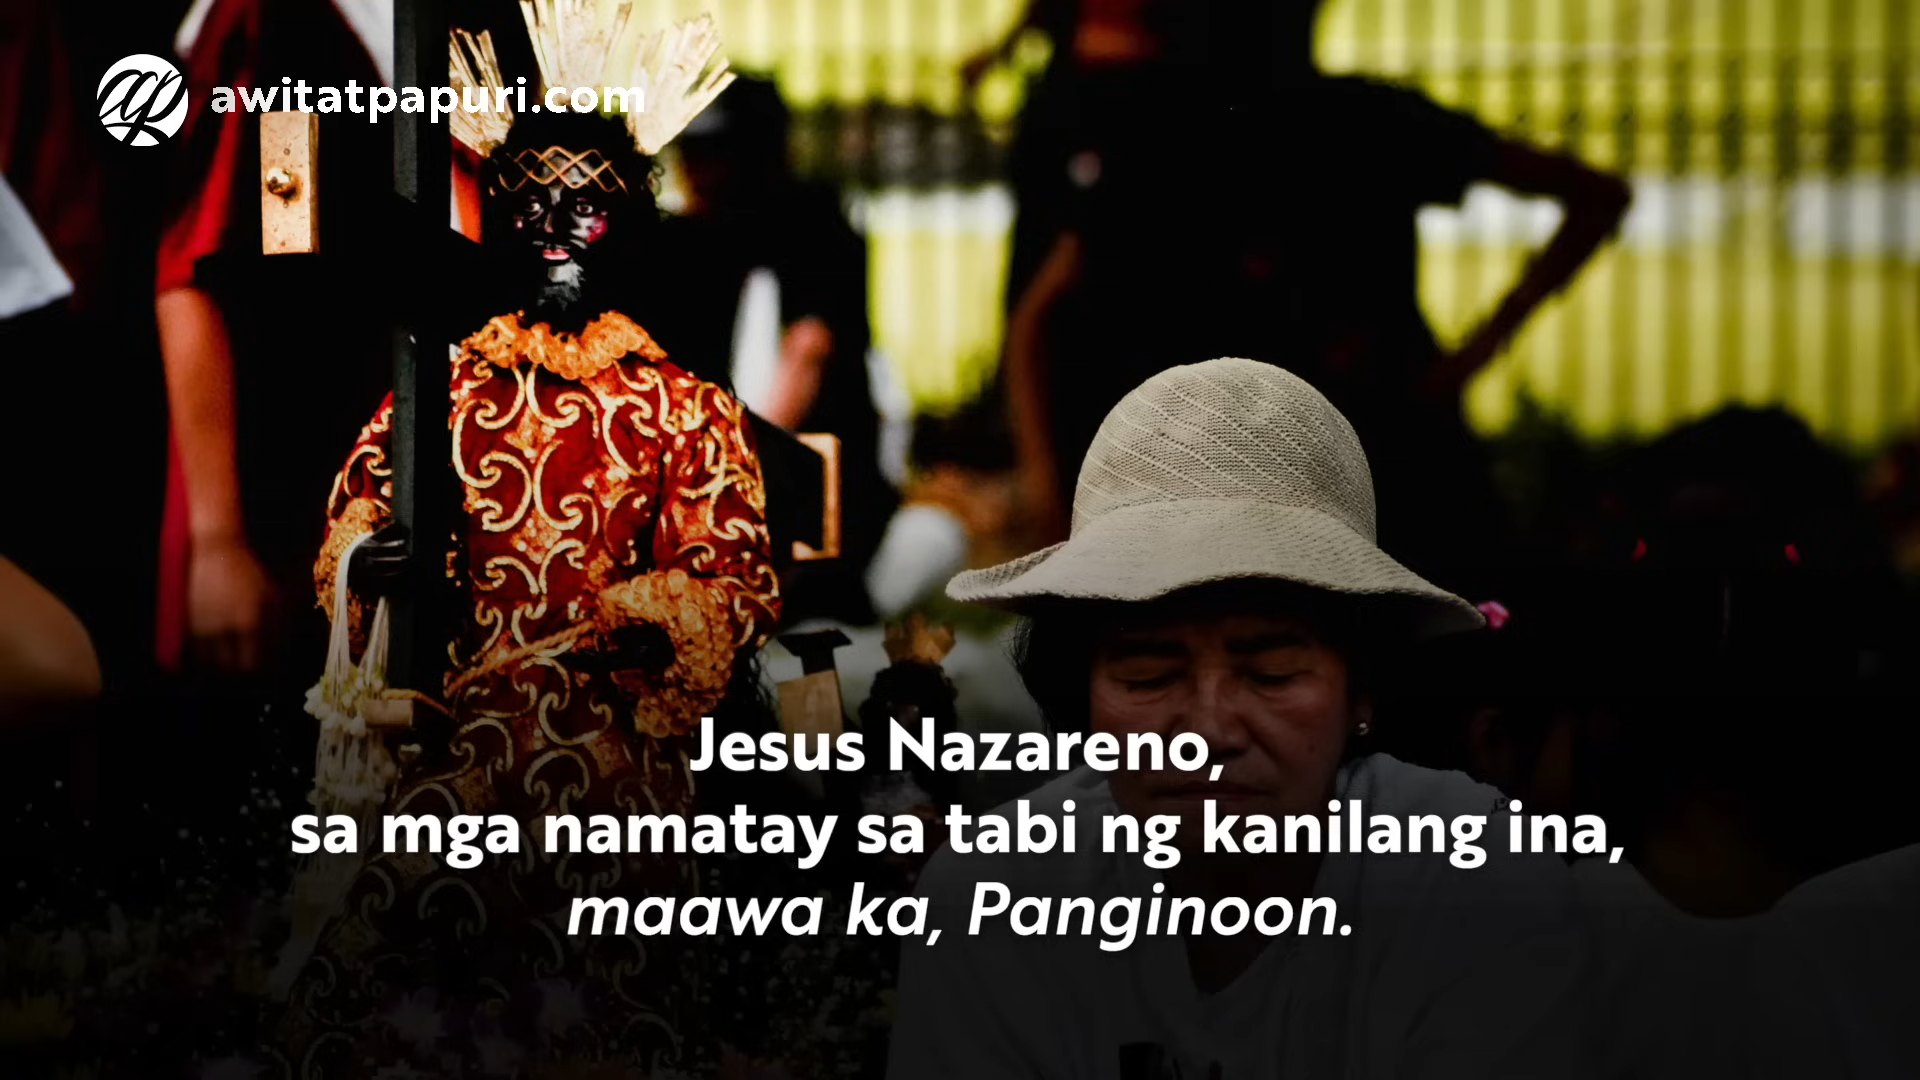 awitatpapuri.com
Jesus Nazareno,
sa mga namatay sa tabi ng kanilang ina,
maawa ka, Panginoon.